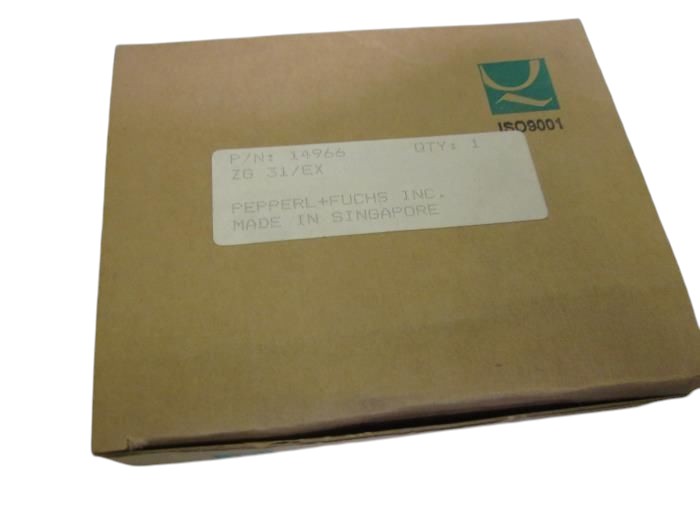 ISO9001
P/N: 14966 QTY: 1
ZG 31/EX
PEPPERL+FUCHS INC.
MADE IN SINGAPORE